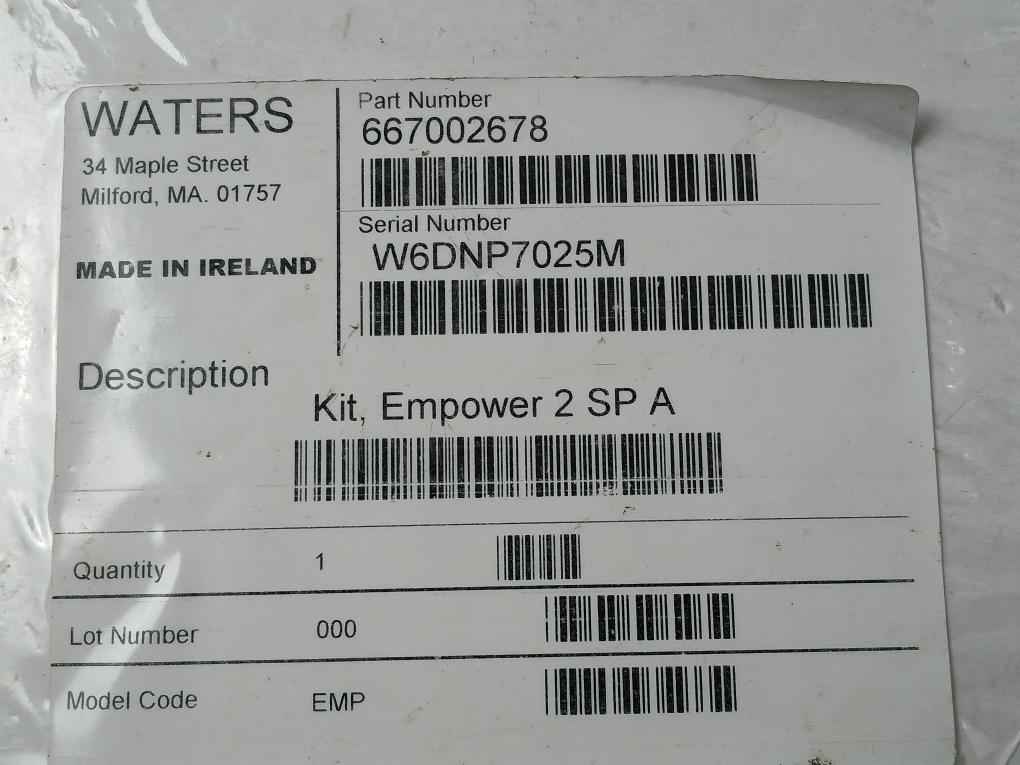 WATERS
34 Maple Street
Milford, MA. 01757
MADE IN IRELAND
Part Number
667002678
Serial Number
W6DNP7025M
Description
Kit, Empower 2 SP A
Quantity 1
Lot Number 000
Model Code EMP